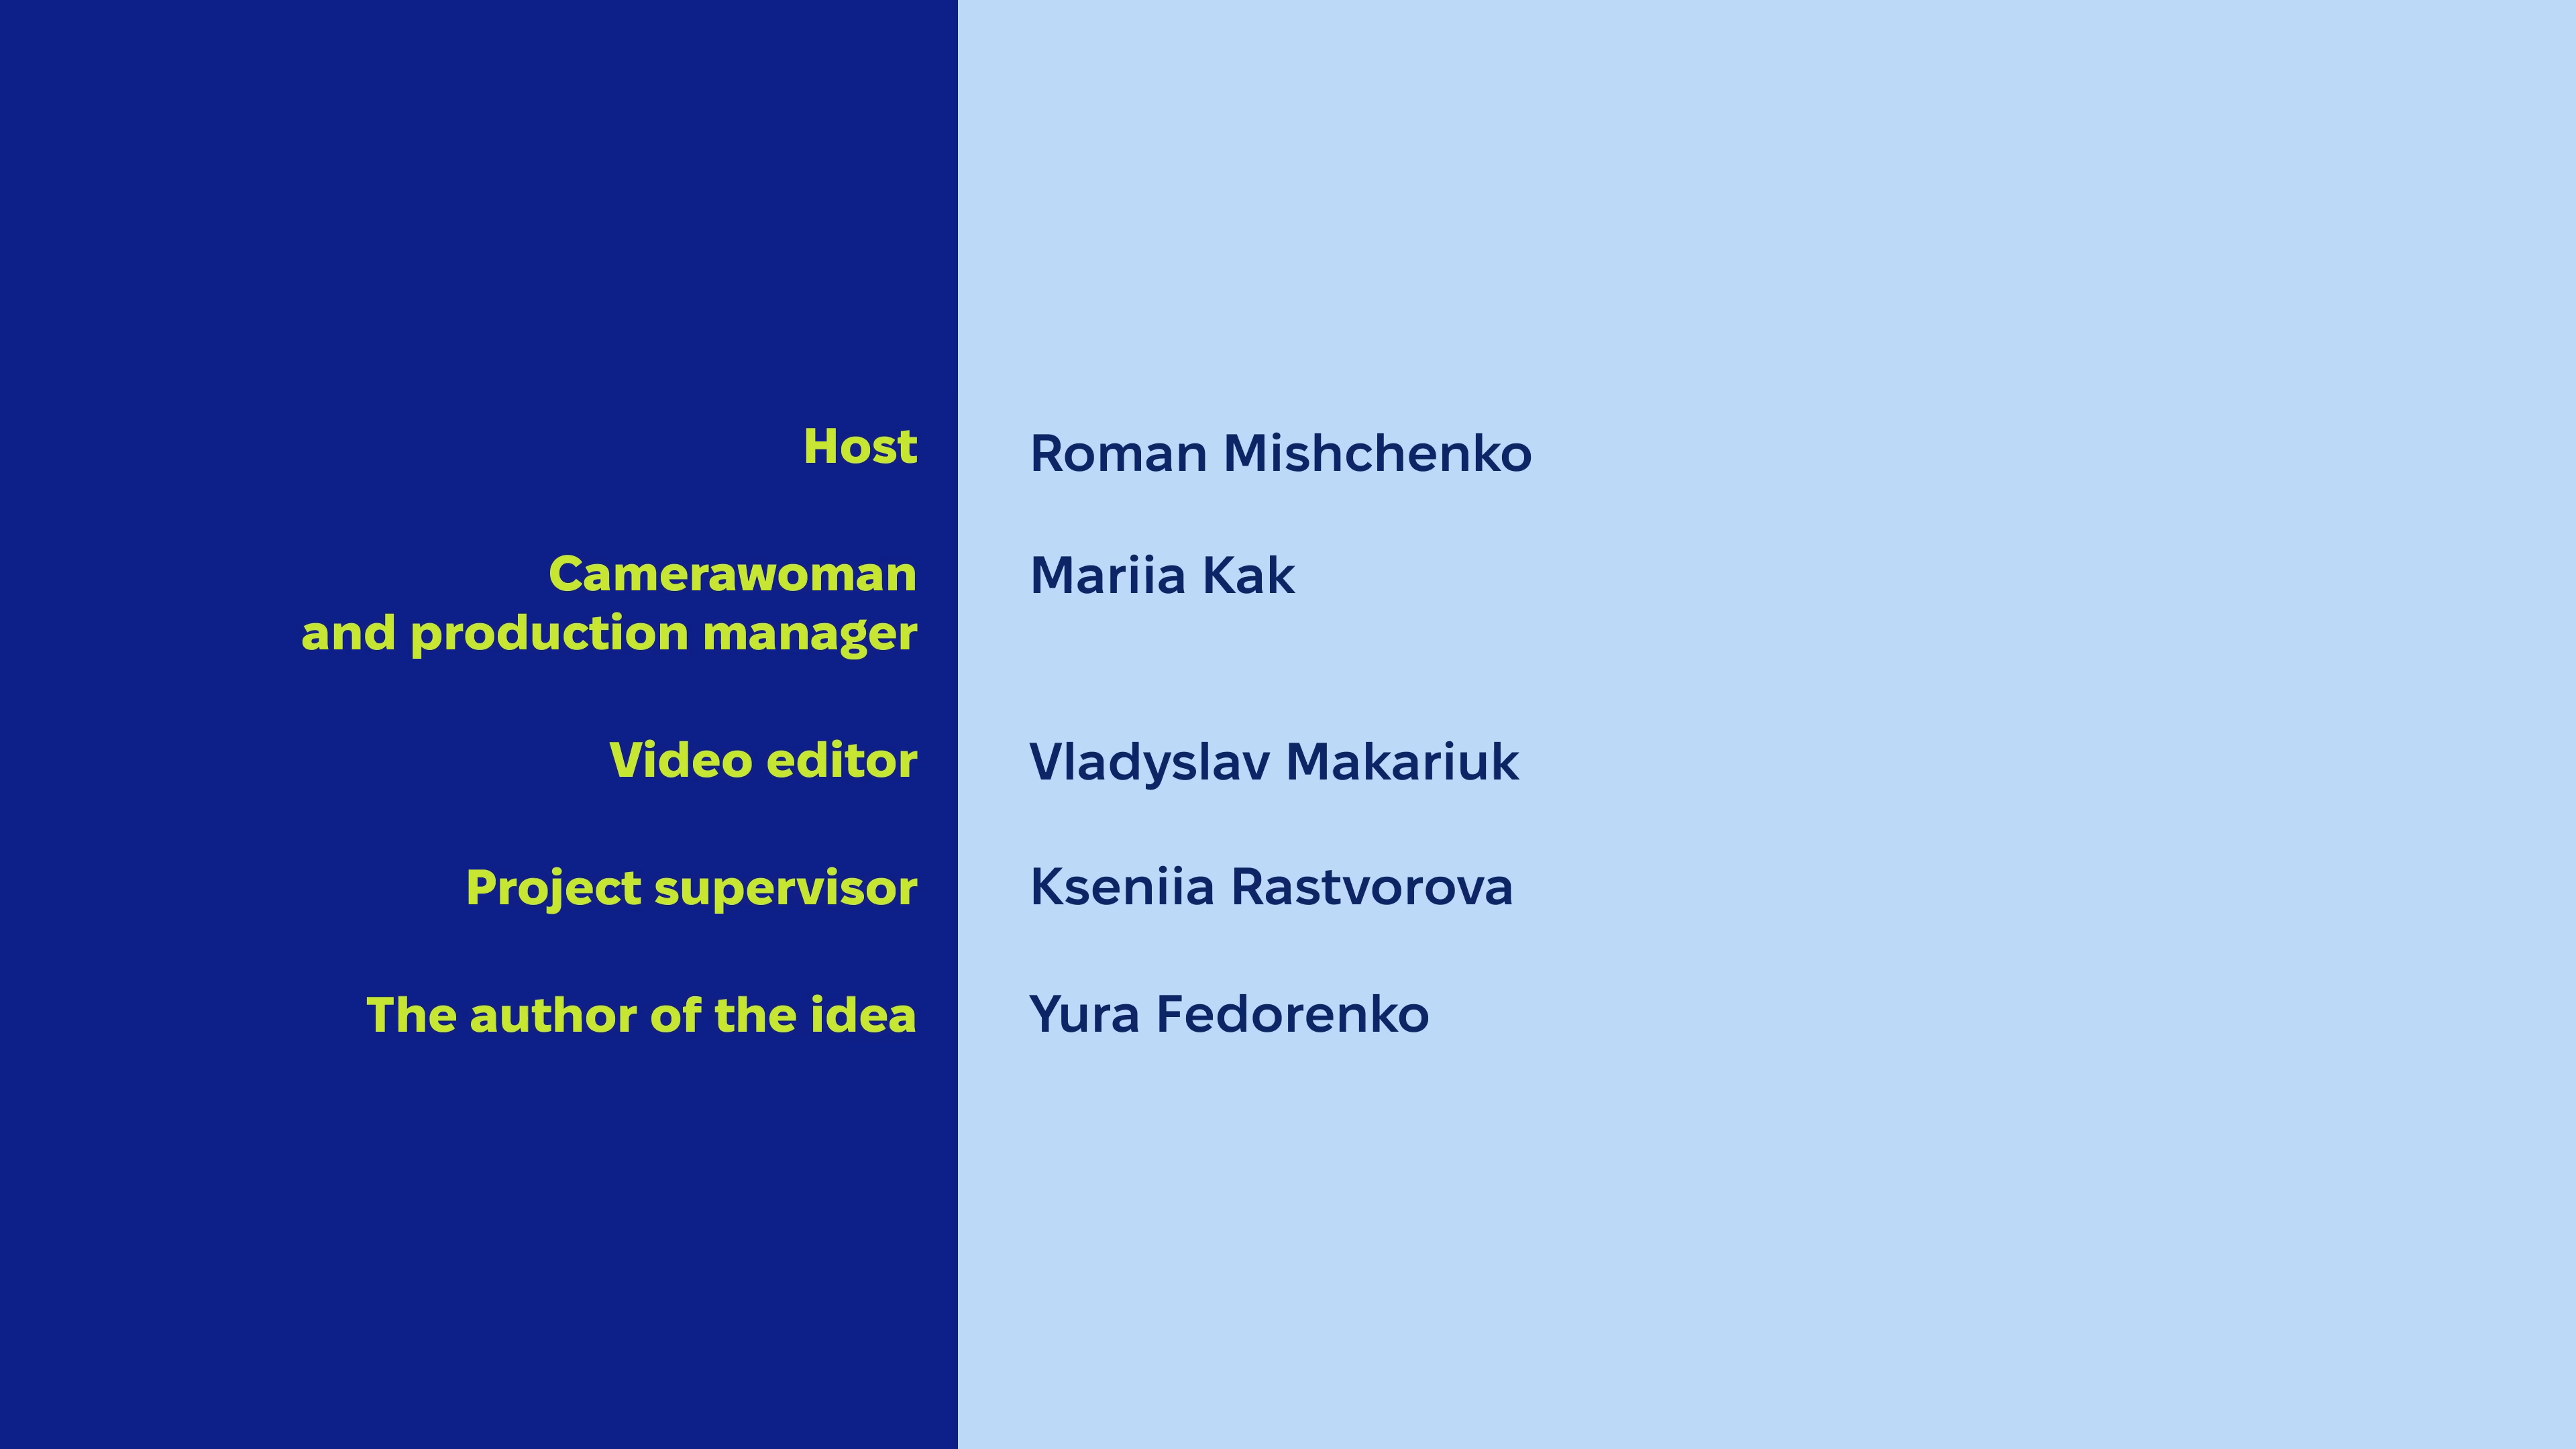 Host
Roman Mishchenko
Camerawoman
and production manager
Mariia Kak
Video editor
Vladyslav Makariuk
Project supervisor
Kseniia Rastvorova
The author of the idea
Yura Fedorenko